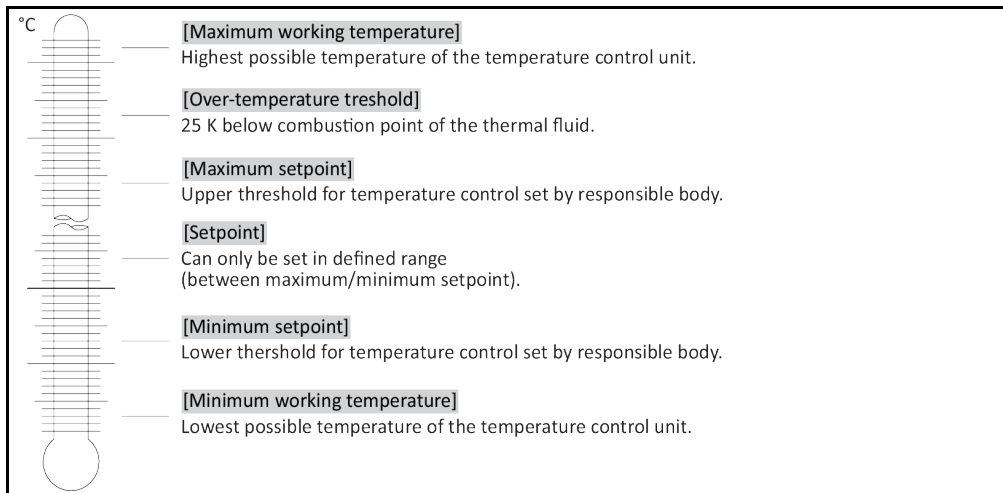 °C
[Maximum working temperature]
Highest possible temperature of the temperature control unit.
[Over-temperature treshold]
25 K below combustion point of the thermal fluid.
[Maximum setpoint]
Upper threshold for temperature control set by responsible body.
[Setpoint]
Can only be set in defined range
(between maximum/minimum setpoint).
[Minimum setpoint]
Lower thershold for temperature control set by responsible body.
[Minimum working temperature]
Lowest possible temperature of the temperature control unit.